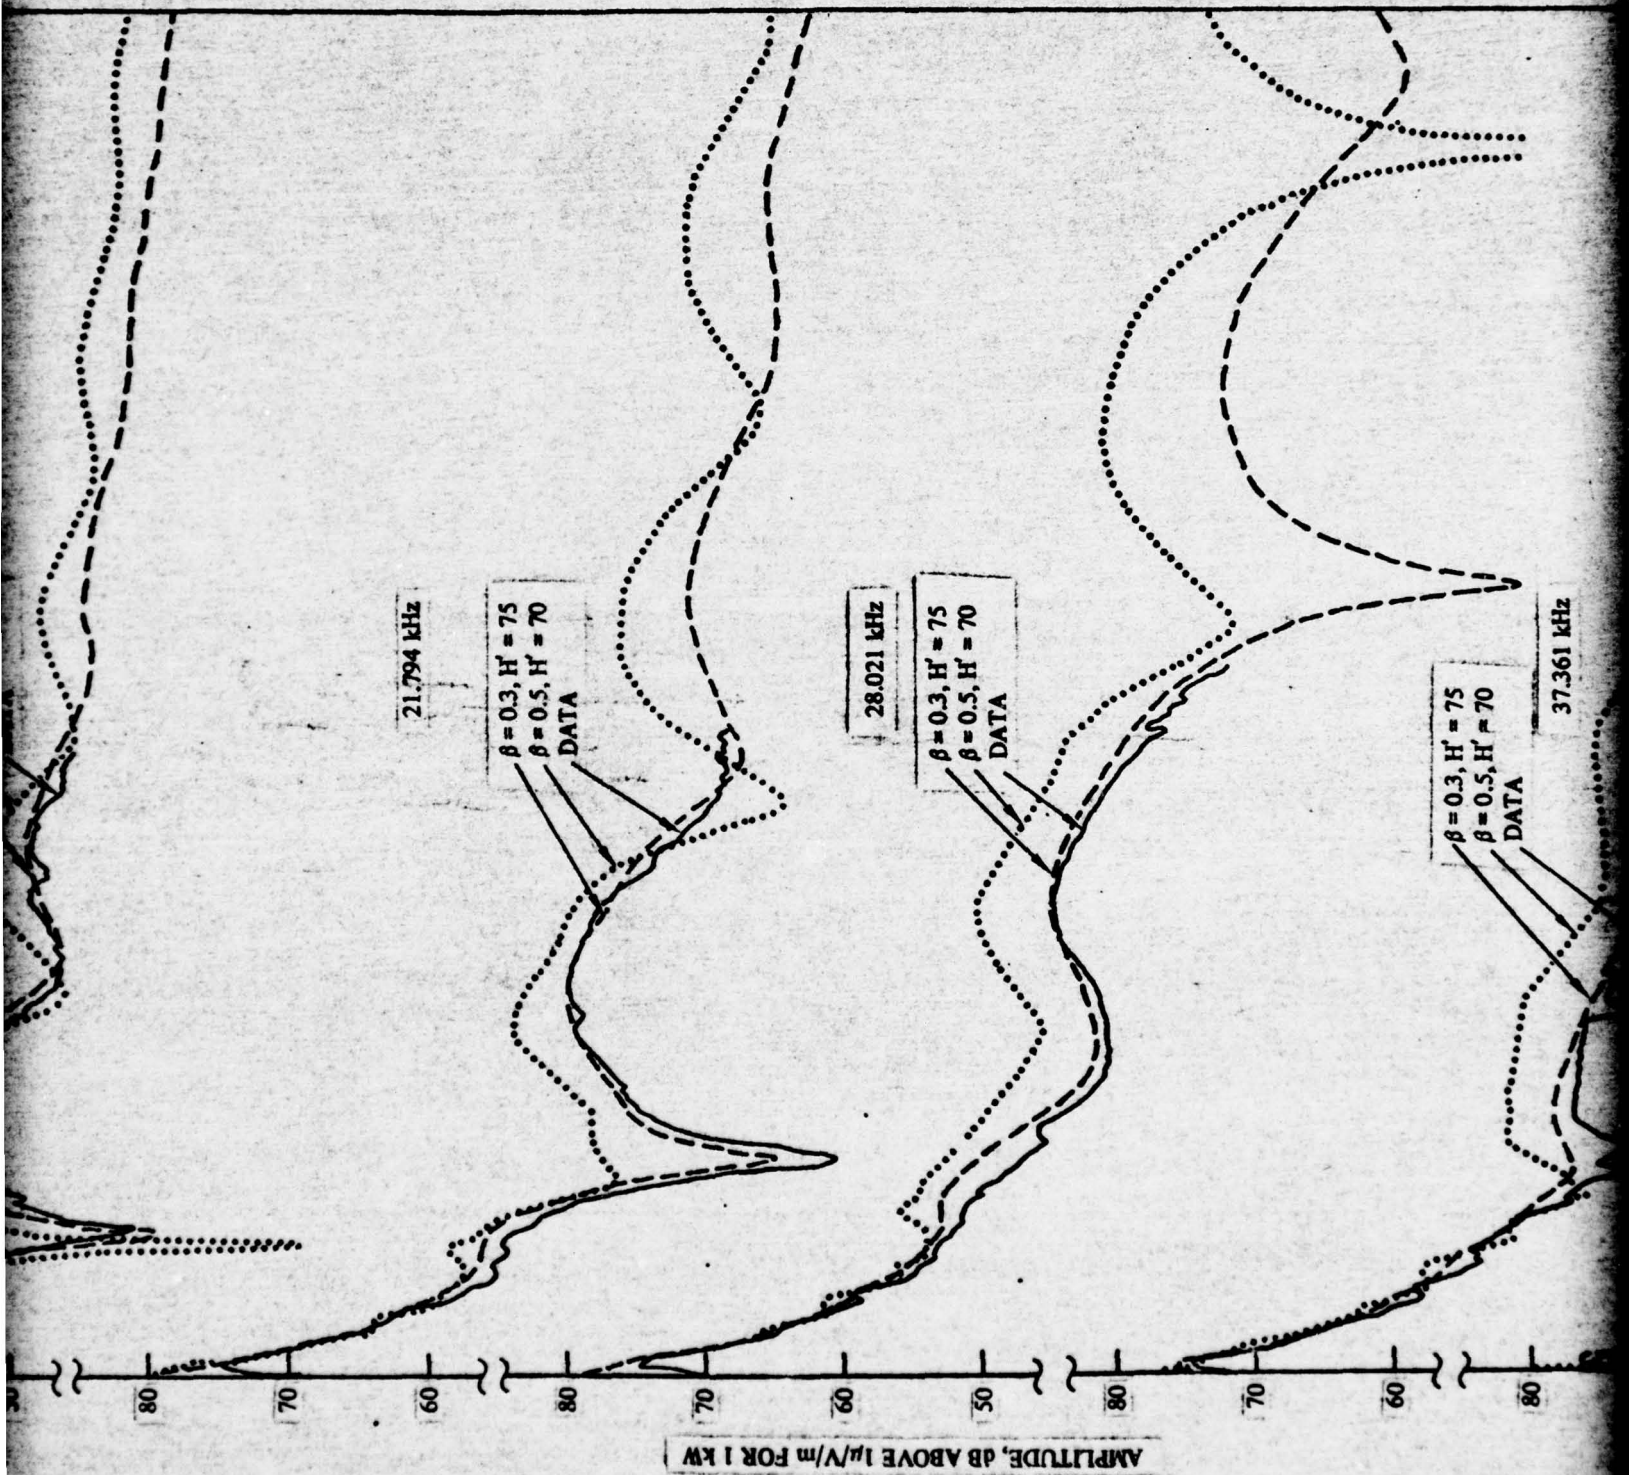 21.794 kHz
β = 0.3, H' = 75
β = 0.5, H' = 70
DATA
28.021 kHz
β = 0.3, H' = 75
β = 0.5, H' = 70
DATA
37.361 kHz
β = 0.3, H' = 75
β = 0.5, H' = 70
DATA
80
70
60
80
70
60
50
80
70
60
80
AMPLITUDE, dB ABOVE 1μ/V/m FOR 1 kW